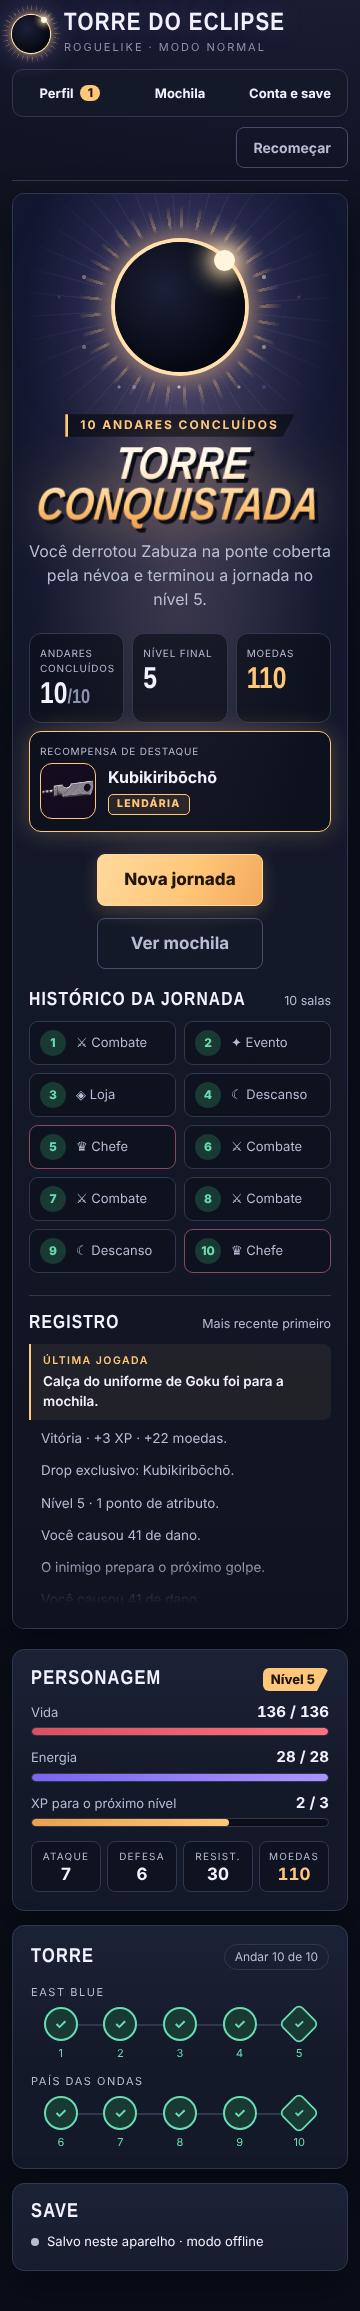 TORRE DO ECLIPSE
ROGUELIKE · MODO NORMAL
Perfil 1 Mochila Conta e save
Recomeçar
10 ANDARES CONCLUÍDOS
TORRE
CONQUISTADA
Você derrotou Zabuza na ponte coberta
pela névoa e terminou a jornada no
nível 5.
ANDARES
CONCLUÍDOS
10/10
NÍVEL FINAL
5
MOEDAS
110
RECOMPENSA DE DESTAQUE
Kubikiribōchō
LENDÁRIA
Nova jornada
Ver mochila
HISTÓRICO DA JORNADA 10 salas
1 ⚔ Combate
2 ✦ Evento
3 ◈ Loja
4 ☾ Descanso
5 ♛ Chefe
6 ⚔ Combate
7 ⚔ Combate
8 ⚔ Combate
9 ☾ Descanso
10 ♛ Chefe
REGISTRO Mais recente primeiro
ÚLTIMA JOGADA
Calça do uniforme de Goku foi para a
mochila.
Vitória · +3 XP · +22 moedas.
Drop exclusivo: Kubikiribōchō.
Nível 5 · 1 ponto de atributo.
Você causou 41 de dano.
O inimigo prepara o próximo golpe.
Você causou 41 de dano.
PERSONAGEM Nível 5
Vida 136 / 136
Energia 28 / 28
XP para o próximo nível 2 / 3
ATAQUE
7
DEFESA
6
RESIST.
30
MOEDAS
110
TORRE Andar 10 de 10
EAST BLUE
1 2 3 4 5
PAÍS DAS ONDAS
6 7 8 9 10
SAVE
Salvo neste aparelho · modo offline